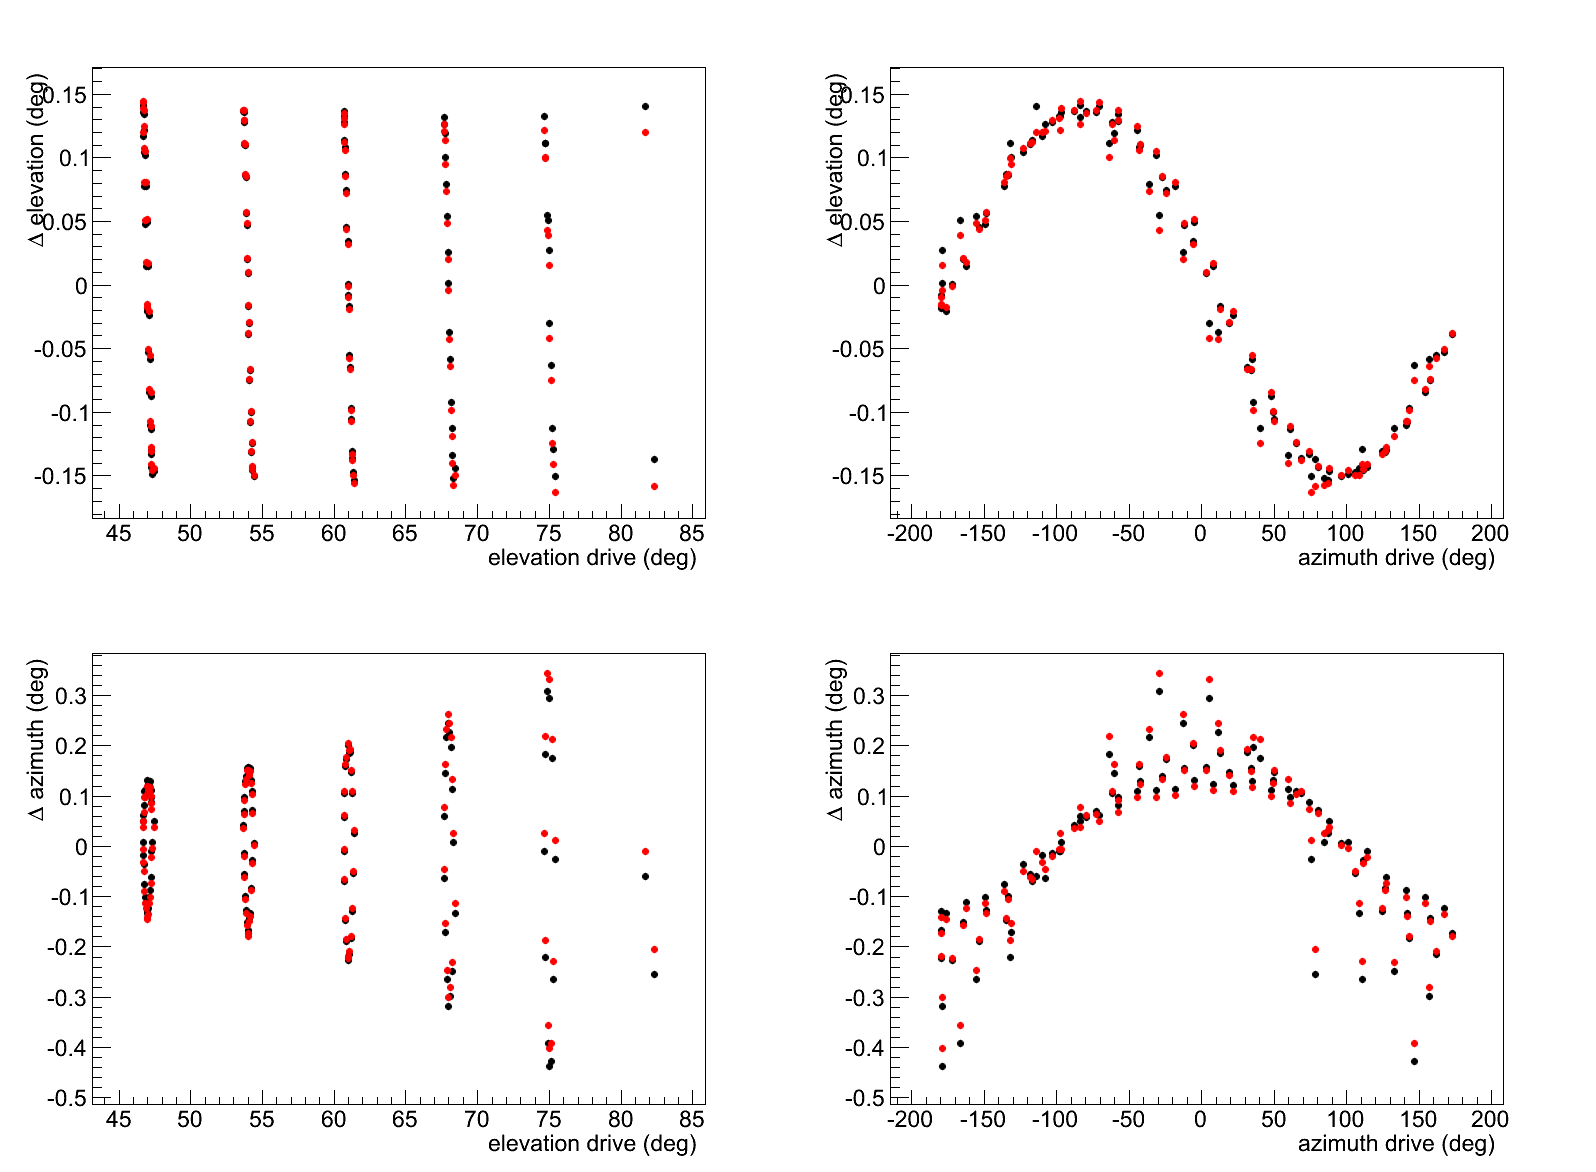 Δ elevation (deg)
0.15
0.1
0.05
0
-0.05
-0.1
-0.15
45 50 55 60 65 70 75 80 85
elevation drive (deg)
Δ elevation (deg)
0.15
0.1
0.05
0
-0.05
-0.1
-0.15
-200 -150 -100 -50 0 50 100 150 200
azimuth drive (deg)
Δ azimuth (deg)
0.3
0.2
0.1
0
-0.1
-0.2
-0.3
-0.4
-0.5
45 50 55 60 65 70 75 80 85
elevation drive (deg)
Δ azimuth (deg)
0.3
0.2
0.1
0
-0.1
-0.2
-0.3
-0.4
-0.5
-200 -150 -100 -50 0 50 100 150 200
azimuth drive (deg)